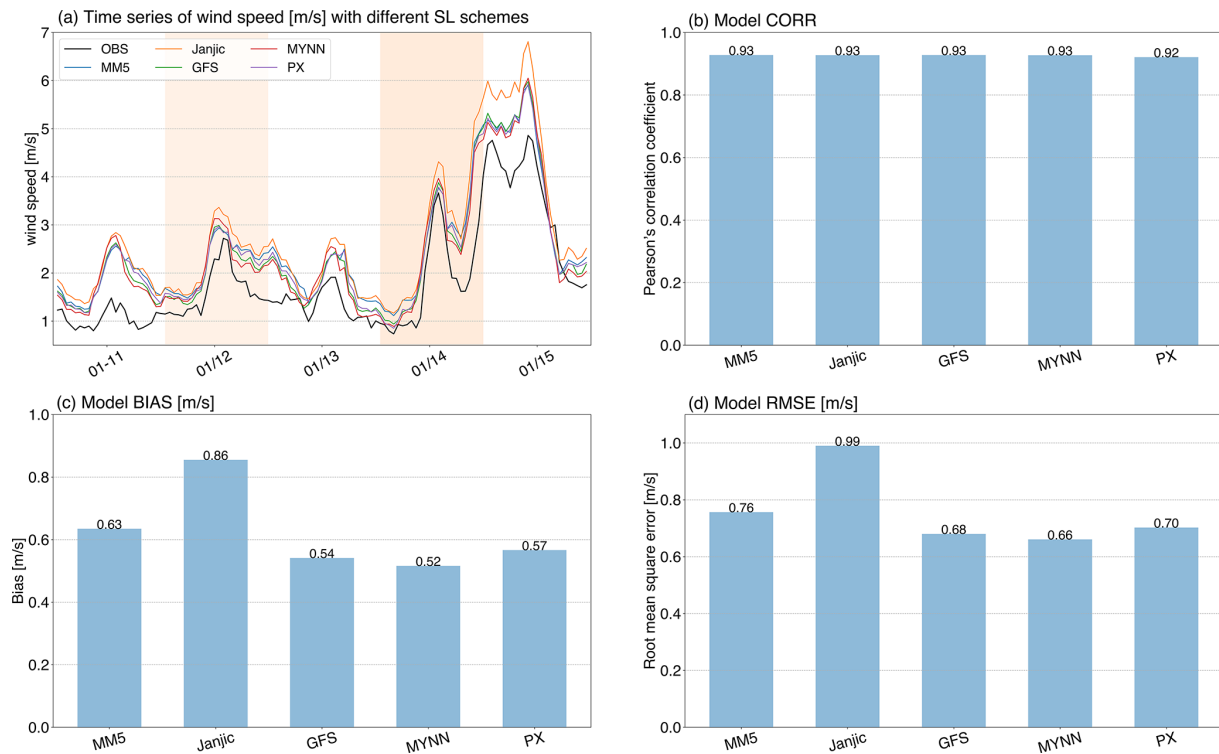 (a) Time series of wind speed [m/s] with different SL schemes
7
6
5
4
3
2
1
wind speed [m/s]
OBS Janjic MYNN
MM5 GFS PX
01-11 01/12 01/13 01/14 01/15
(b) Model CORR
1.0
0.8
0.6
0.4
0.2
0.0
Pearson's correlation coefficient
0.93 0.93 0.93 0.93 0.92
MM5 Janjic GFS MYNN PX
(c) Model BIAS [m/s]
1.0
0.8
0.6
0.4
0.2
0.0
Bias [m/s]
0.63 0.86 0.54 0.52 0.57
MM5 Janjic GFS MYNN PX
(d) Model RMSE [m/s]
1.0
0.8
0.6
0.4
0.2
0.0
Root mean square error [m/s]
0.76 0.99 0.68 0.66 0.70
MM5 Janjic GFS MYNN PX